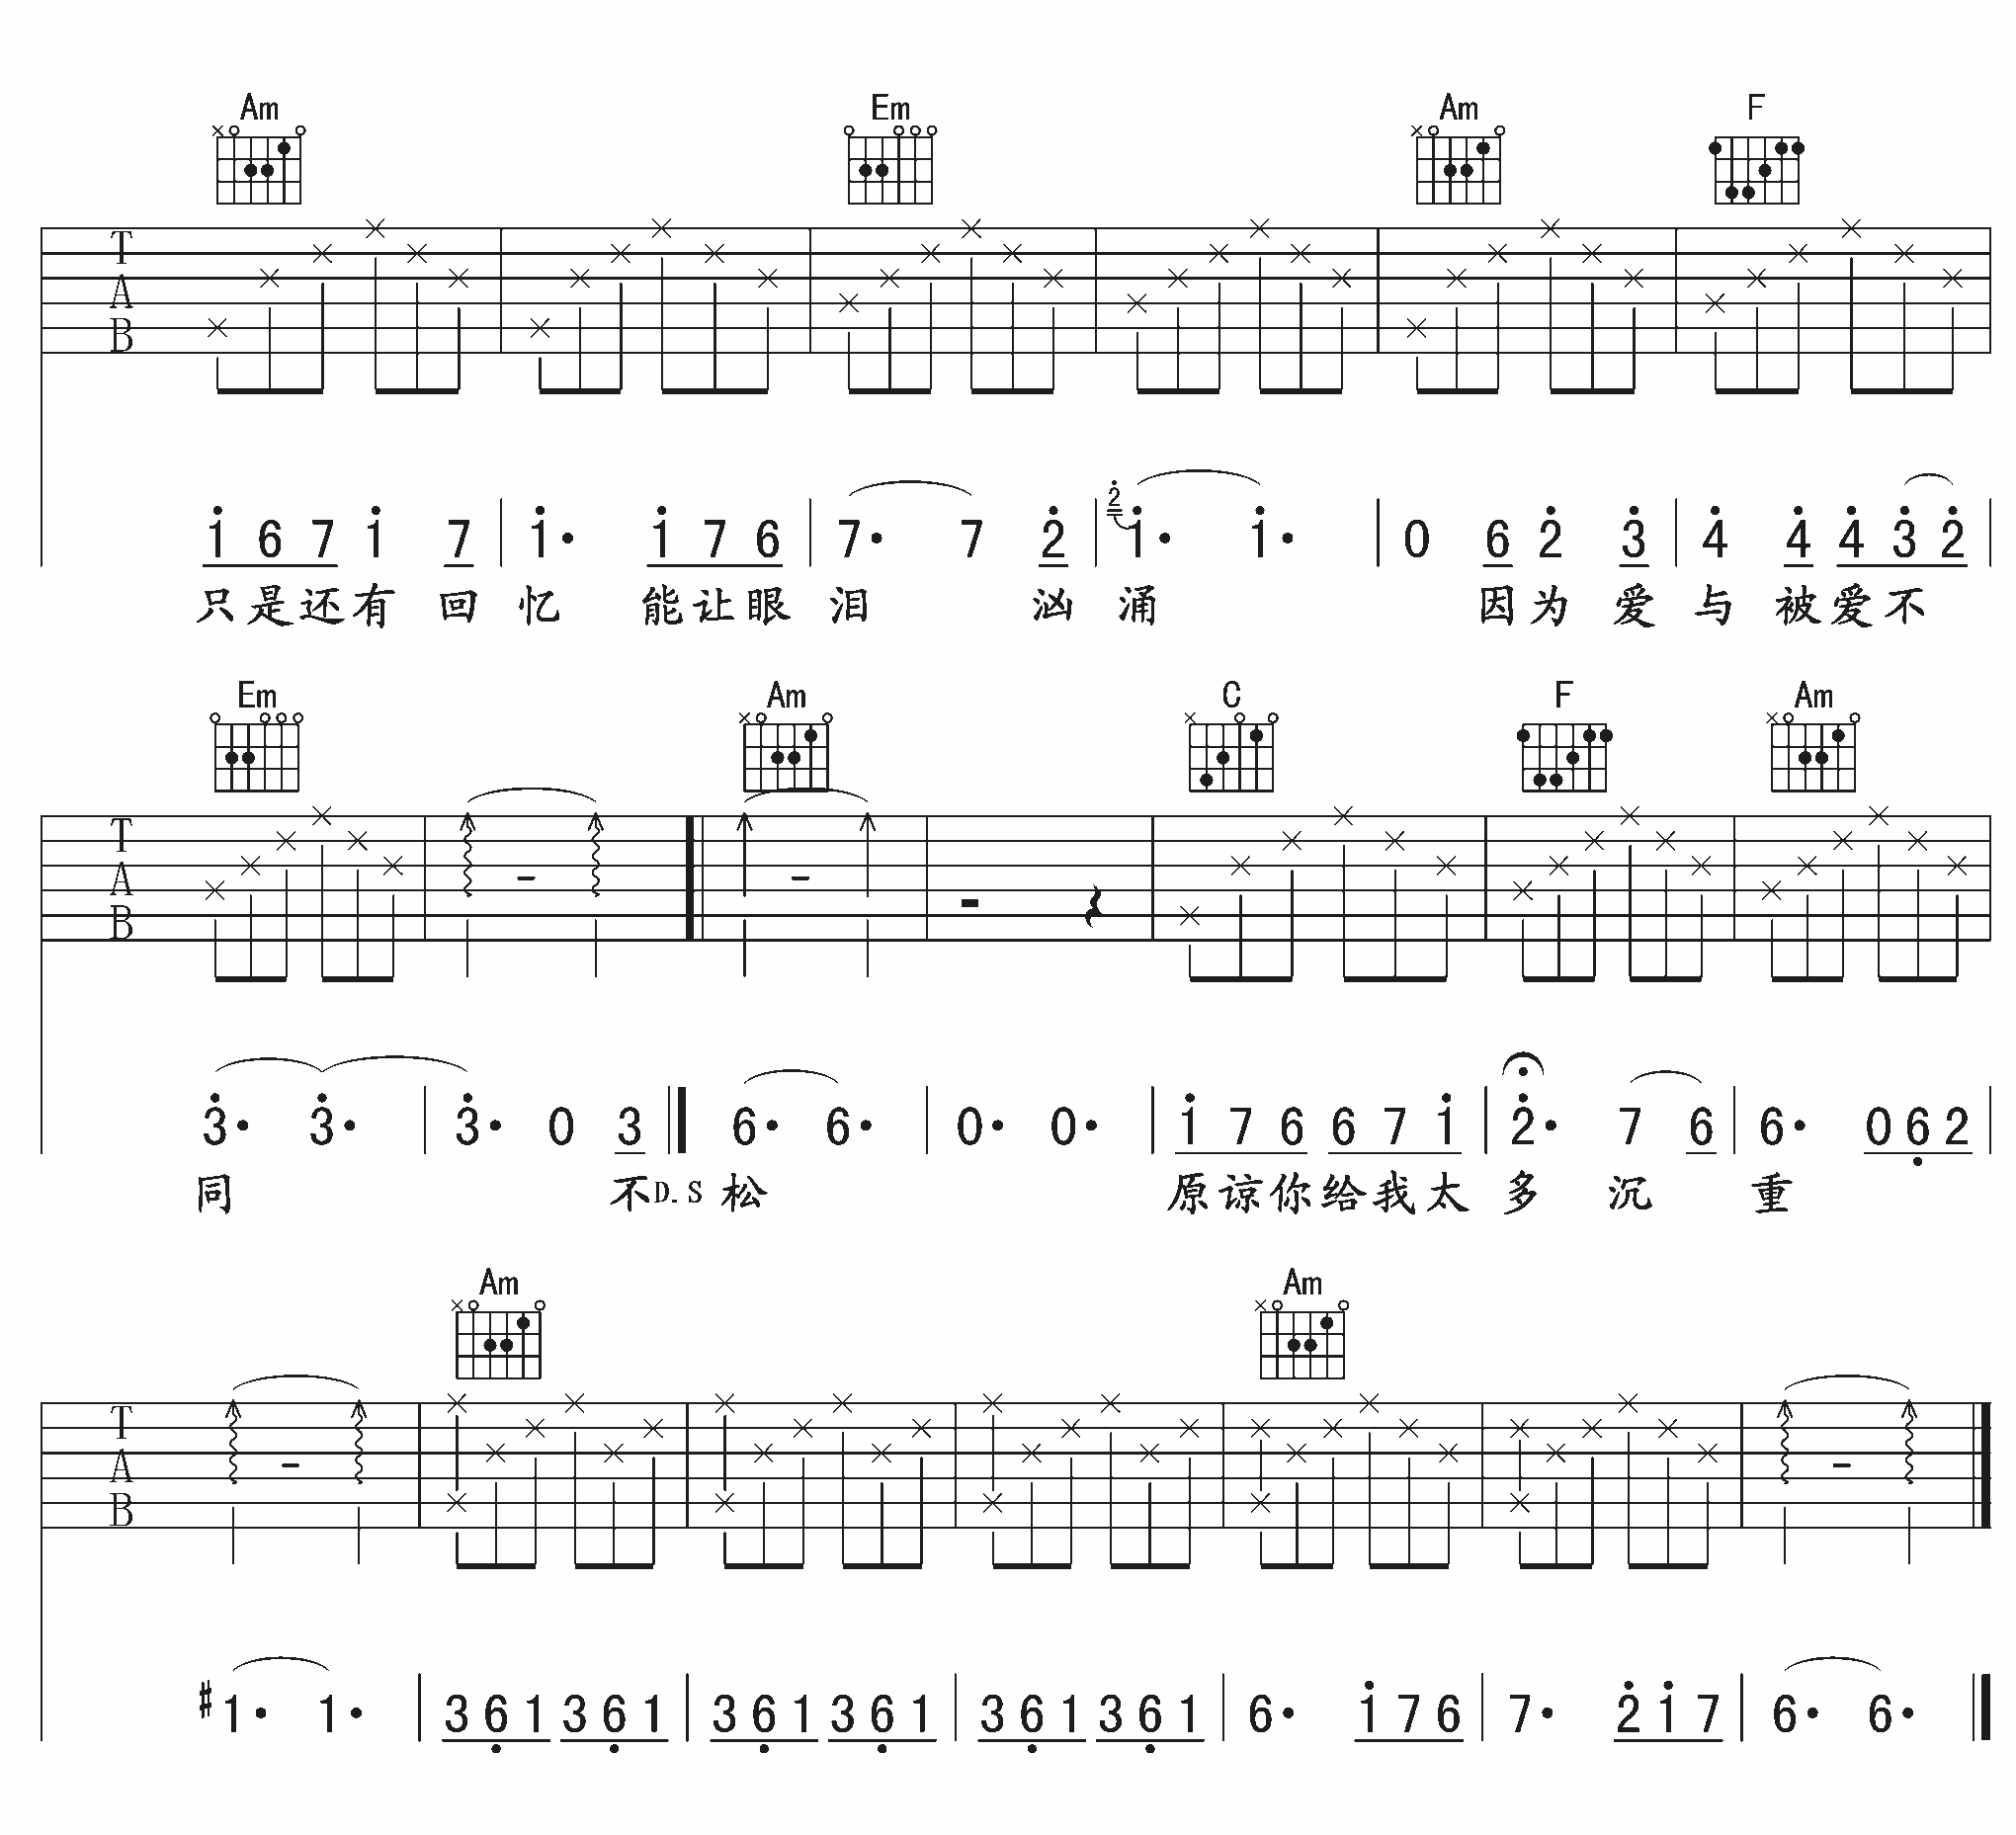 Am Em Am F
T
A
B
1 6 7 1 7 1· 1 7 6 7· 7 2 2 1· 1· 0 6 2 3 4 4 4 3 2
只是还有 回 忆 能让眼 泪 汹 涌 因为 爱 与 被爱不
Em Am C F Am
T
A
B
3· 3· 3· 0 3 6· 6· 0· 0· 1 7 6 6 7 1 2· 7 6 6· 0 6 2
同 不 D.S 松 原谅你给我太 多 沉 重
Am Am
T
A
B
#1· 1· 3 6 1 3 6 1 3 6 1 3 6 1 3 6 1 3 6 1 6· 1 7 6 7· 2 1 7 6· 6·